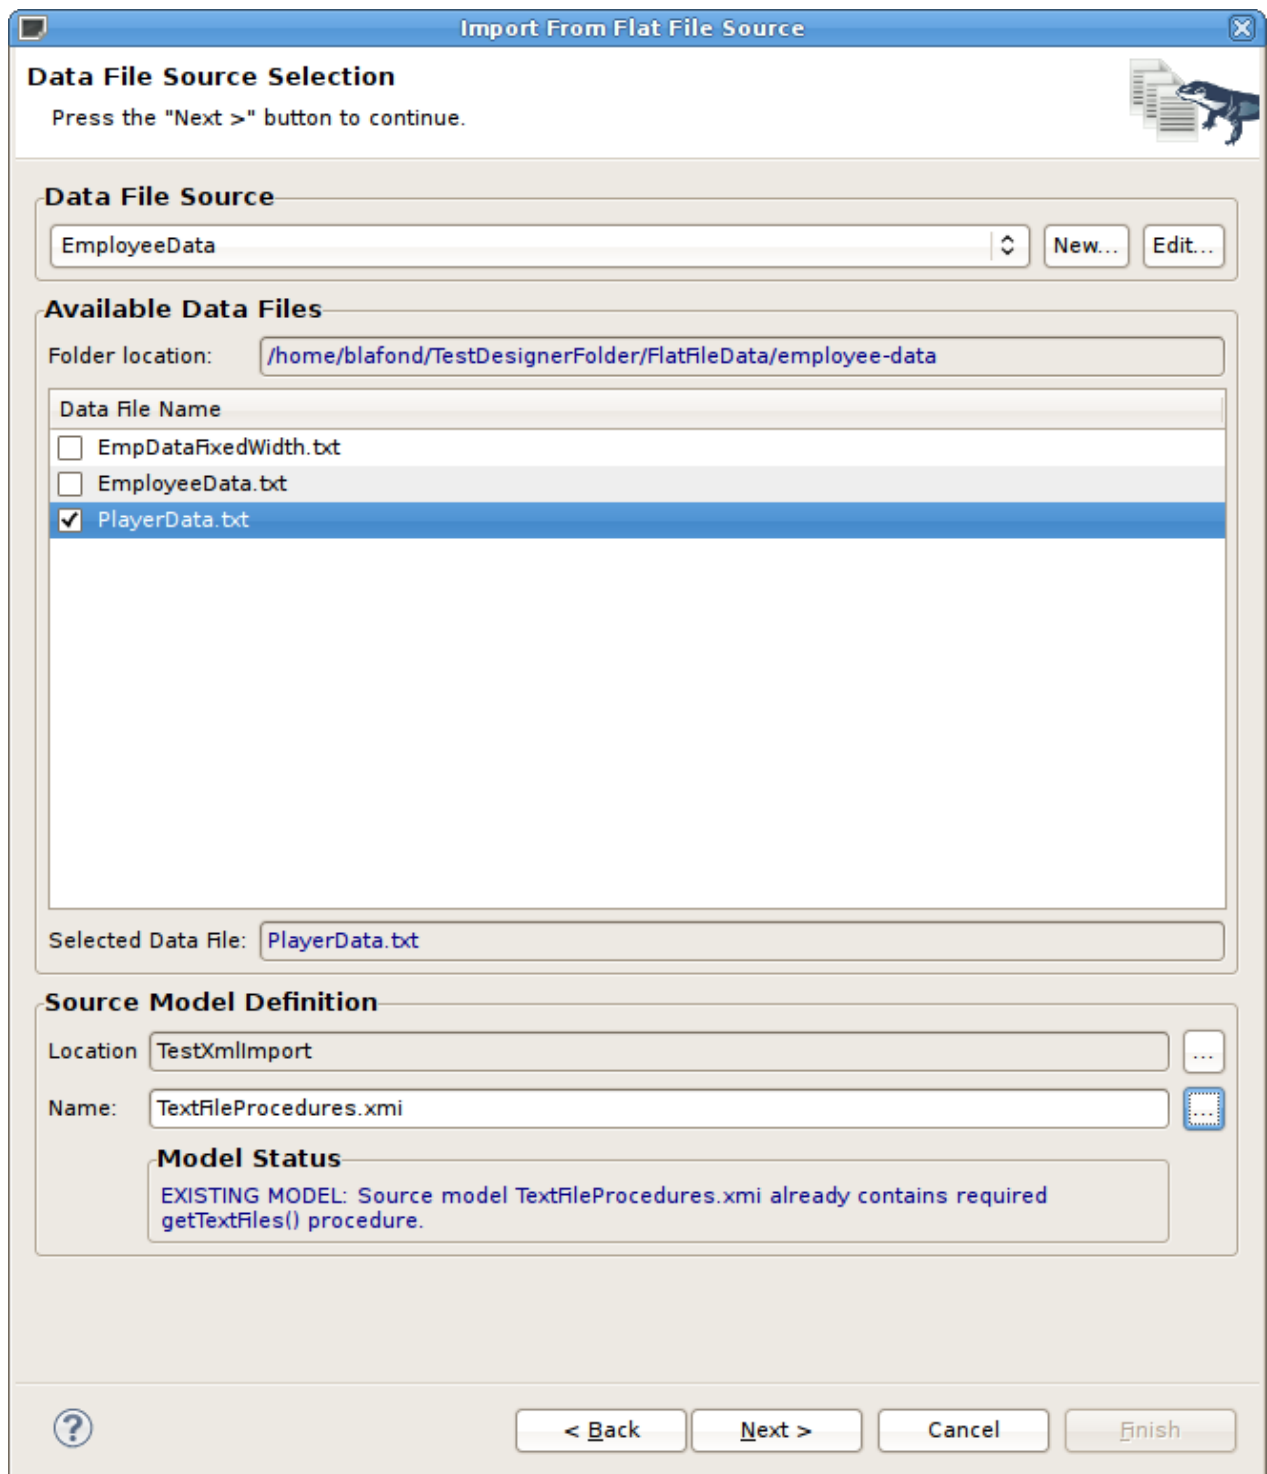 Import From Flat File Source
Data File Source Selection
Press the "Next >" button to continue.
Data File Source
EmployeeData
New...
Edit...
Available Data Files
Folder location:
/home/blafond/TestDesignerFolder/FlatFileData/employee-data
Data File Name
EmpDataFixedWidth.txt
EmployeeData.txt
PlayerData.txt
Selected Data File:
PlayerData.txt
Source Model Definition
Location
TestXmlImport
...
Name:
TextFileProcedures.xmi
...
Model Status
EXISTING MODEL: Source model TextFileProcedures.xmi already contains required
getTextFiles() procedure.
?
< Back
Next >
Cancel
Finish